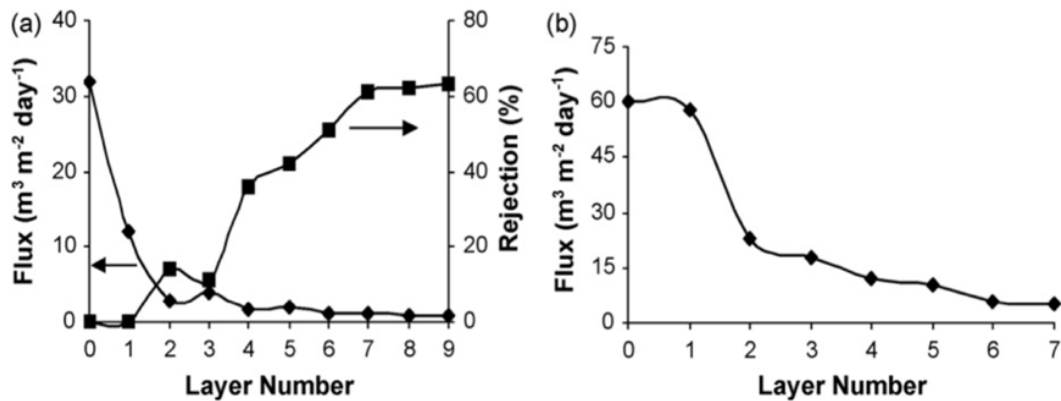 (a)
Flux (m³ m⁻² day⁻¹)
40
30
20
10
0
80
60
40
20
0
Rejection (%)
0 1 2 3 4 5 6 7 8 9
Layer Number
(b)
Flux (m³ m⁻² day⁻¹)
75
60
45
30
15
0
0 1 2 3 4 5 6 7
Layer Number